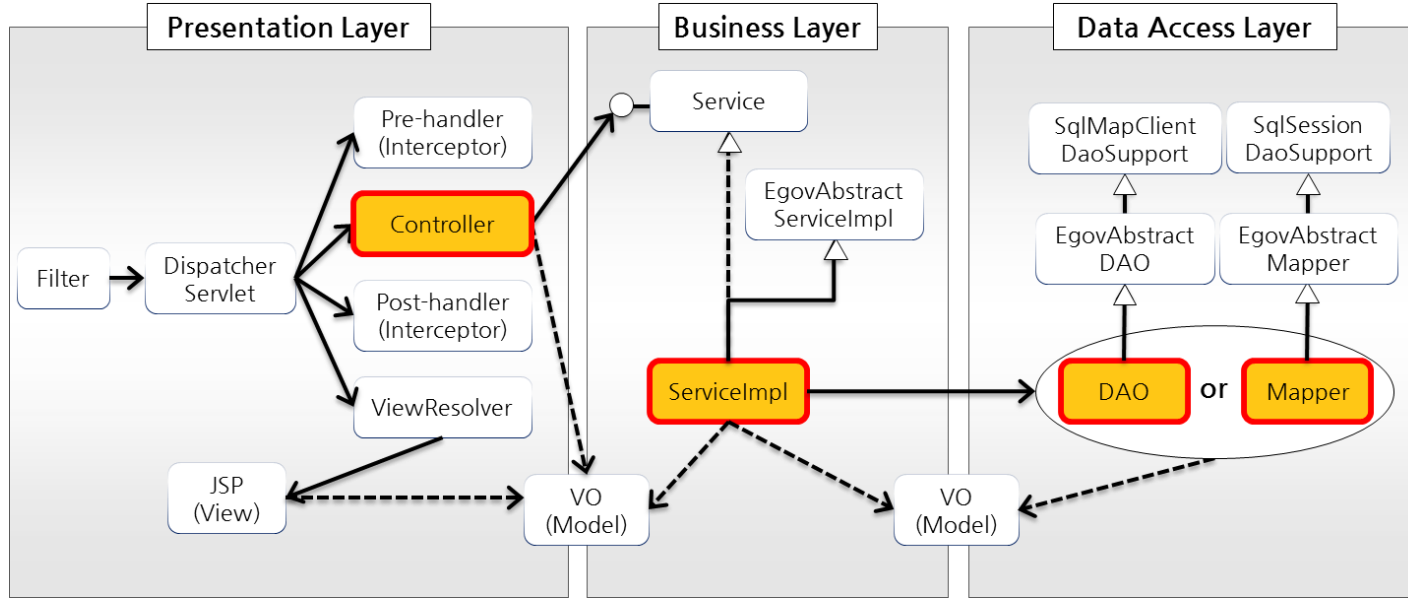 Presentation Layer
Business Layer
Data Access Layer
Pre-handler
(Interceptor)
Controller
Filter
Dispatcher
Servlet
Post-handler
(Interceptor)
ViewResolver
JSP
(View)
VO
(Model)
Service
EgovAbstract
ServiceImpl
ServiceImpl
VO
(Model)
SqlMapClient
DaoSupport
SqlSession
DaoSupport
EgovAbstract
DAO
EgovAbstract
Mapper
DAO
or
Mapper